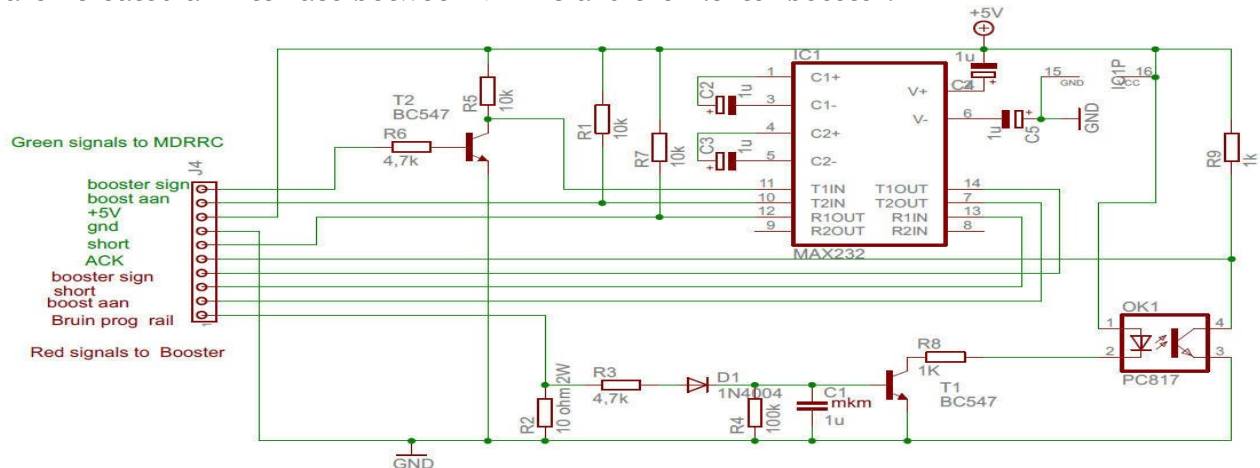 +5V
IC1
1u
1
C1+
C2
1u
3
C1-
V+
2
C4
15
GND
IC1P
16
VCC
T2
BC547
R5
10k
R1
10k
4
C2+
V-
6
1u
C5
GND
Green signals to MDRRC
R6
4,7k
R7
10k
C3
1u
5
C2-
R9
1k
J4
booster sign
11
T1IN
T1OUT
14
boost aan
10
T2IN
T2OUT
7
+5V
12
R1OUT
R1IN
13
gnd
9
R2OUT
R2IN
8
short
MAX232
ACK
booster sign
short
boost aan
OK1
Bruin prog rail
1
1
4
Red signals to Booster
R8
1K
2
3
PC817
R3
4,7k
D1
1N4004
T1
BC547
R2
10 ohm 2W
R4
100k
C1
mkm
1u
GND